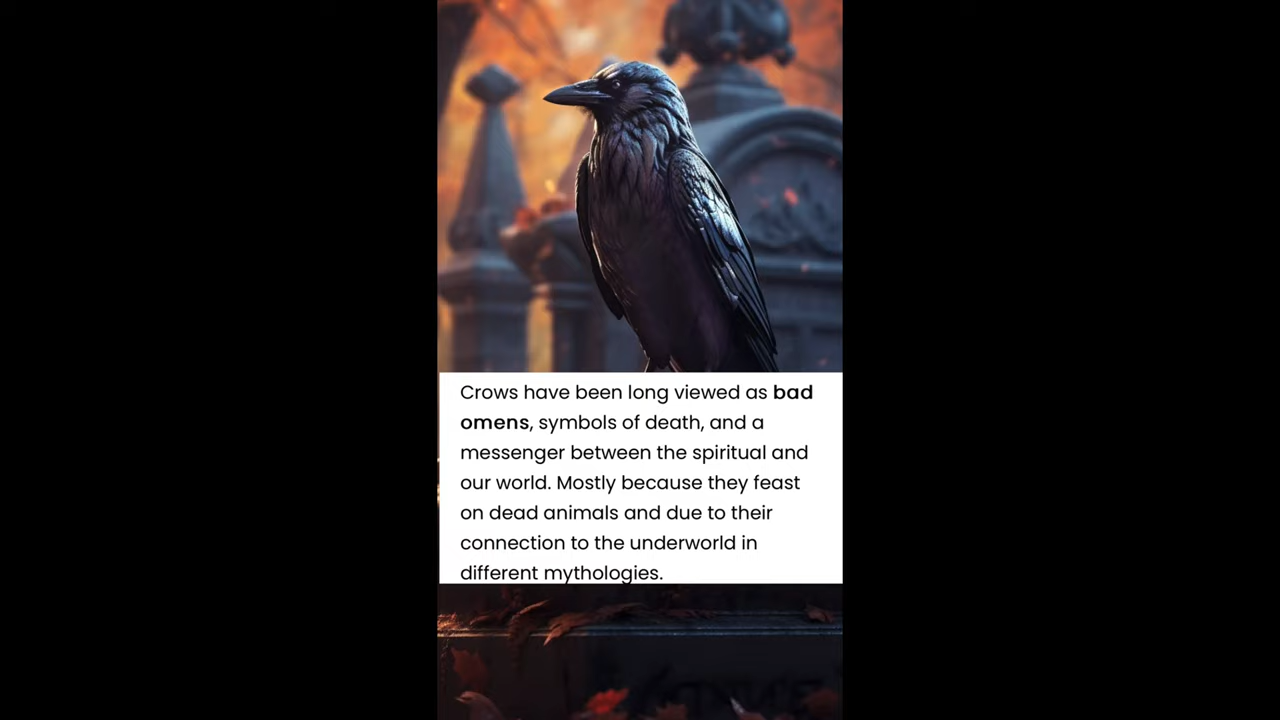 Crows have been long viewed as bad
omens, symbols of death, and a
messenger between the spiritual and
our world. Mostly because they feast
on dead animals and due to their
connection to the underworld in
different mythologies.